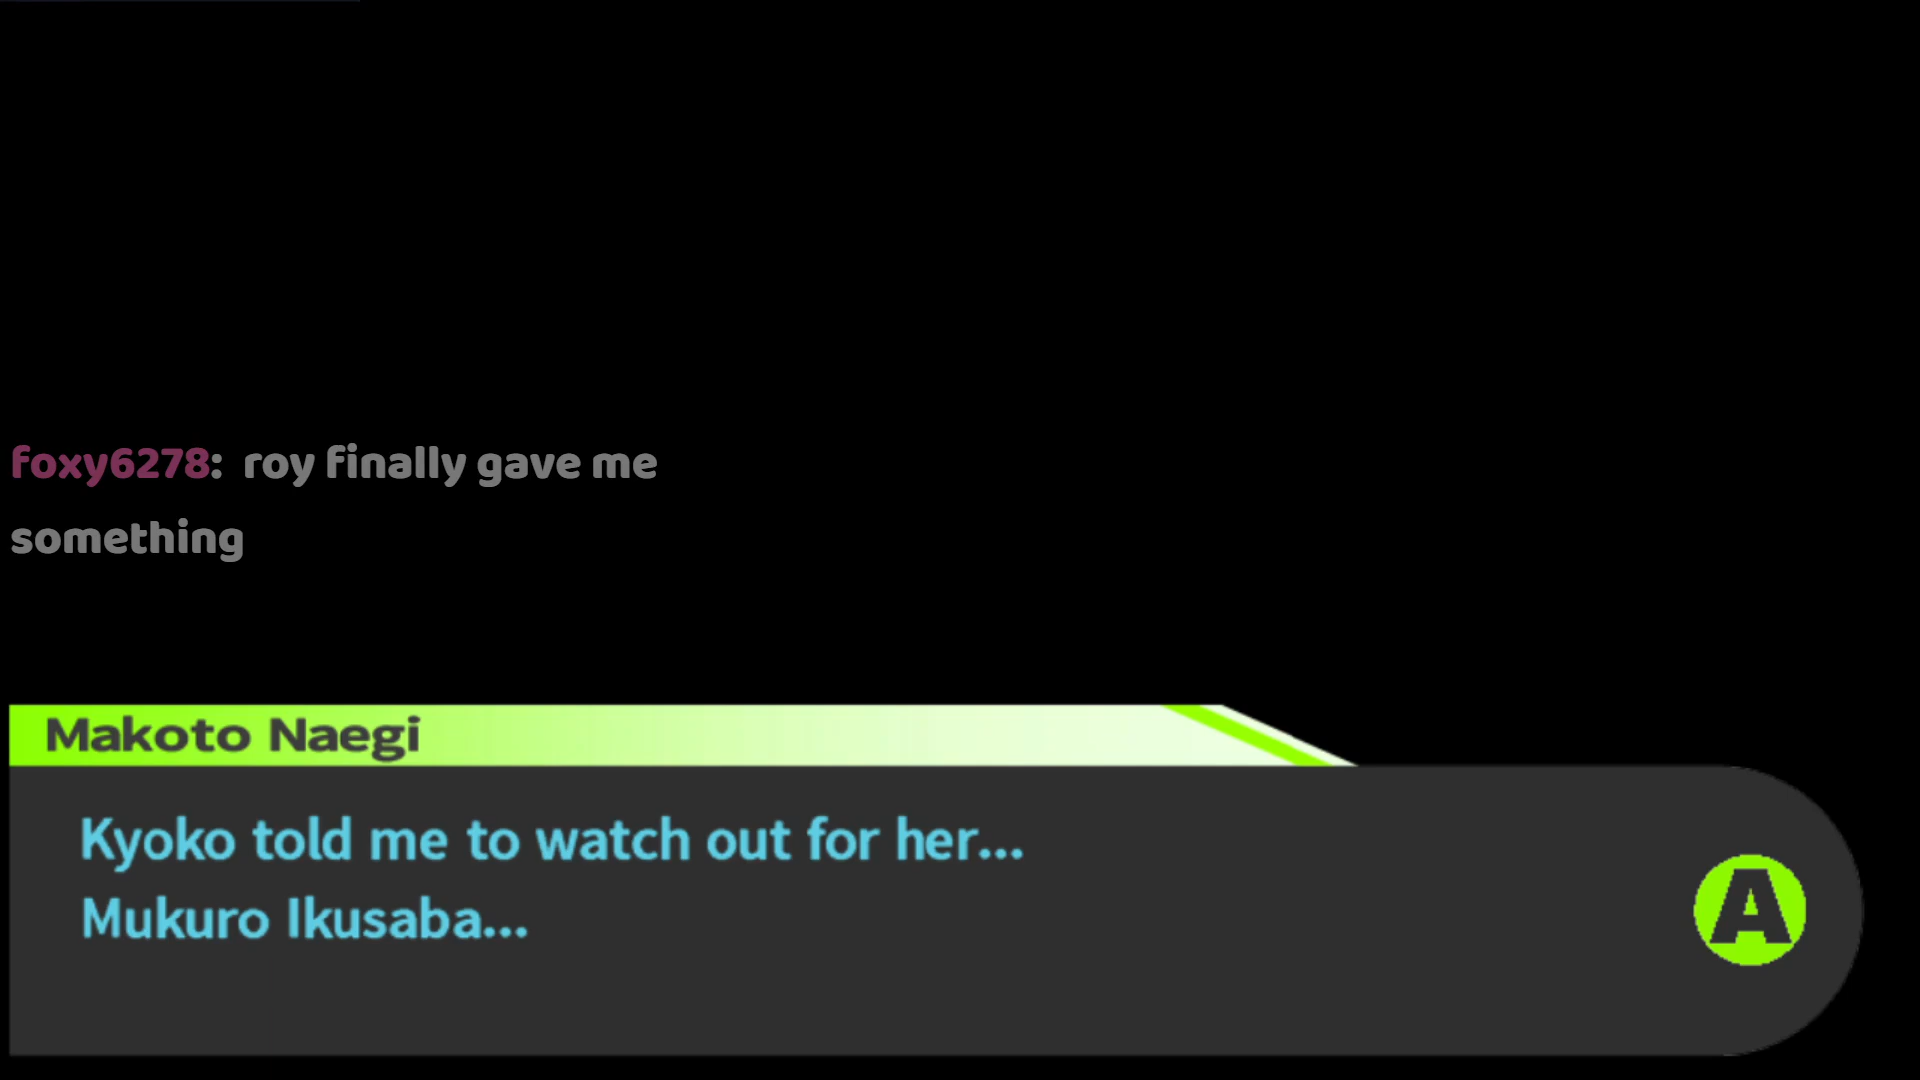 foxy6278: roy finally gave me
something
Makoto Naegi
Kyoko told me to watch out for her...
Mukuro Ikusaba...
A